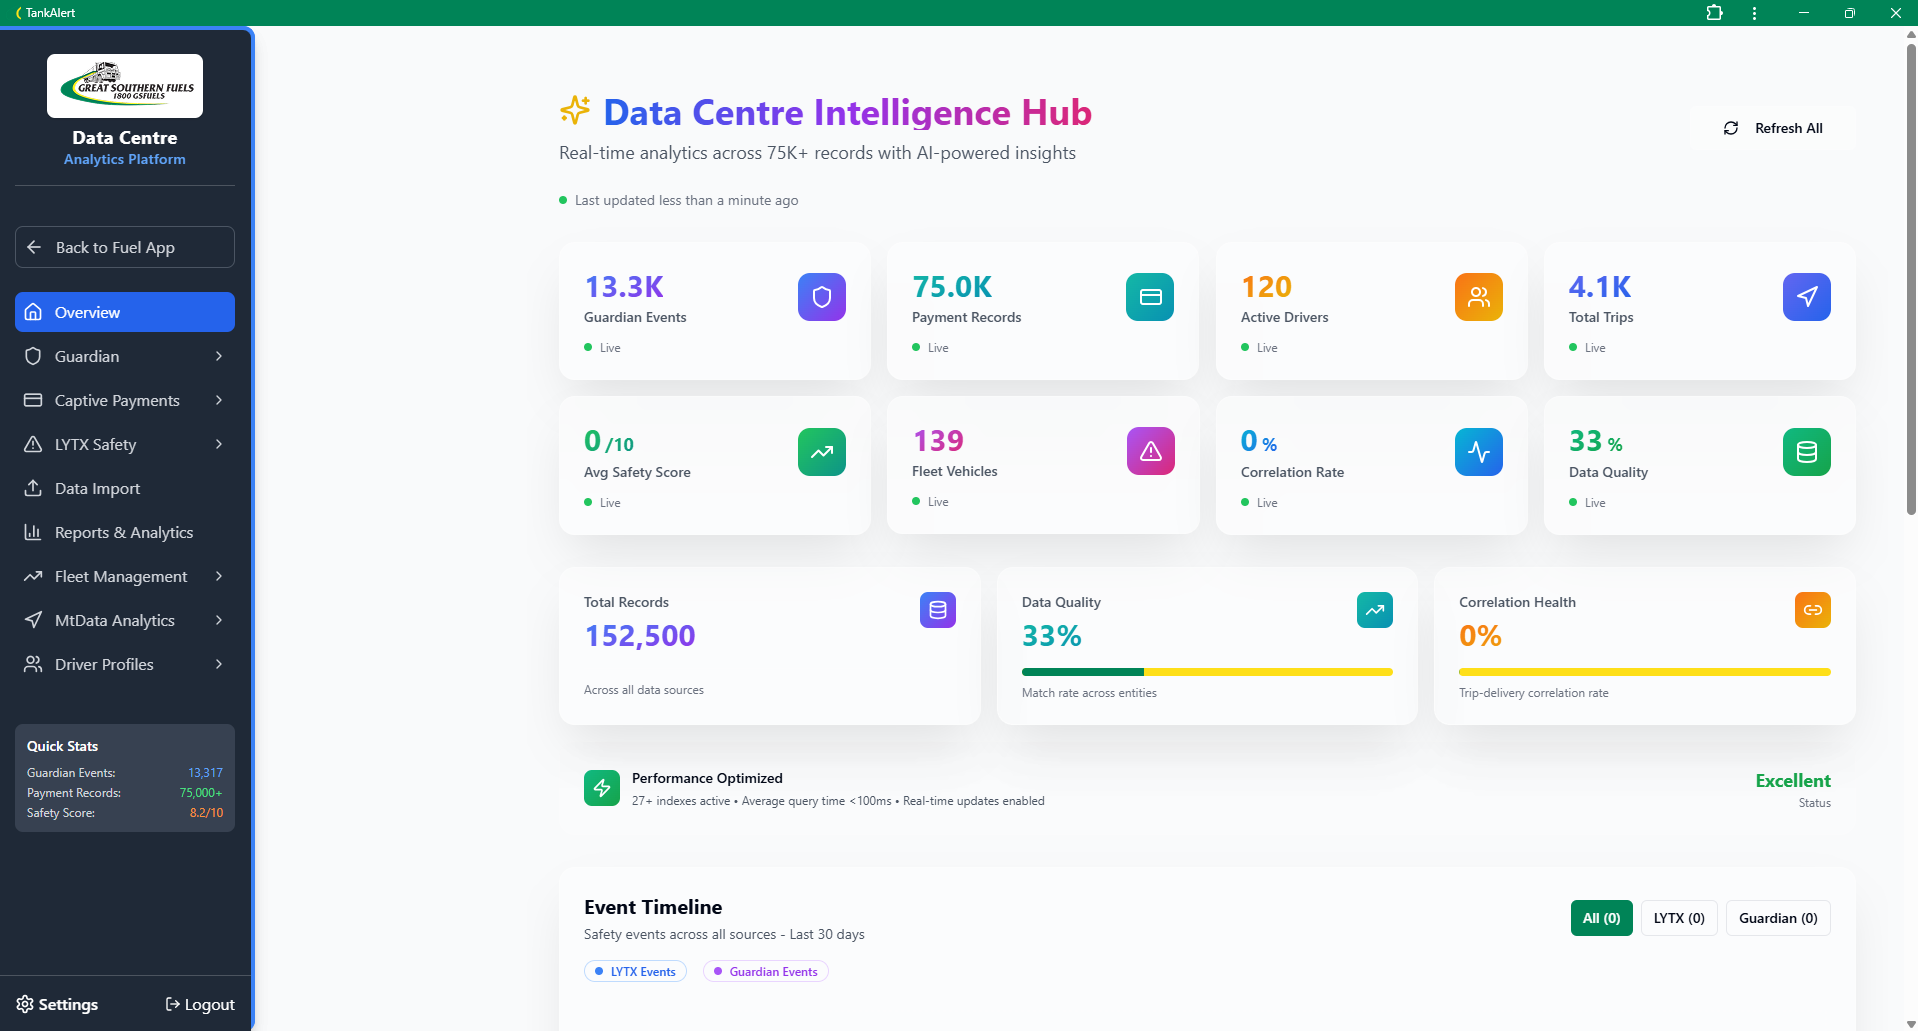 TankAlert
GREAT SOUTHERN FUELS
1800 GSFUELS
Data Centre
Analytics Platform
Back to Fuel App
Overview
Guardian
Captive Payments
LYTX Safety
Data Import
Reports & Analytics
Fleet Management
MtData Analytics
Driver Profiles
Quick Stats
Guardian Events: 13,317
Payment Records: 75,000+
Safety Score: 8.2/10
Settings
Logout
Data Centre Intelligence Hub
Real-time analytics across 75K+ records with AI-powered insights
Last updated less than a minute ago
Refresh All
13.3K
Guardian Events
Live
75.0K
Payment Records
Live
120
Active Drivers
Live
4.1K
Total Trips
Live
0 /10
Avg Safety Score
Live
139
Fleet Vehicles
Live
0 %
Correlation Rate
Live
33 %
Data Quality
Live
Total Records
152,500
Across all data sources
Data Quality
33%
Match rate across entities
Correlation Health
0%
Trip-delivery correlation rate
Performance Optimized
27+ indexes active • Average query time <100ms • Real-time updates enabled
Excellent
Status
Event Timeline
Safety events across all sources - Last 30 days
All (0)
LYTX (0)
Guardian (0)
LYTX Events
Guardian Events